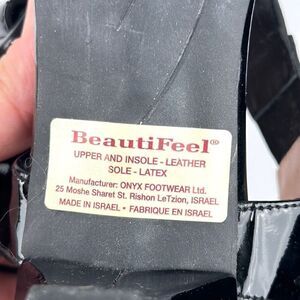 BeautiFeel®
UPPER AND INSOLE - LEATHER
SOLE - LATEX
Manufacturer: ONYX FOOTWEAR Ltd.
25 Moshe Sharet St. Rishon LeTzion, ISRAEL
MADE IN ISRAEL • FABRIQUE EN ISRAEL